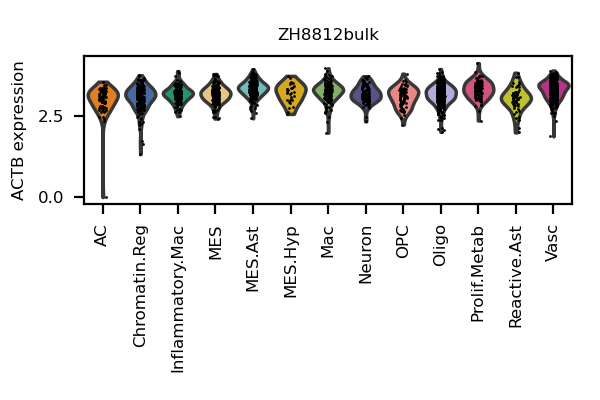 ZH8812bulk
ACTB expression
2.5
0.0
AC
Chromatin.Reg
Inflammatory.Mac
MES
MES.Ast
MES.Hyp
Mac
Neuron
OPC
Oligo
Prolif.Metab
Reactive.Ast
Vasc